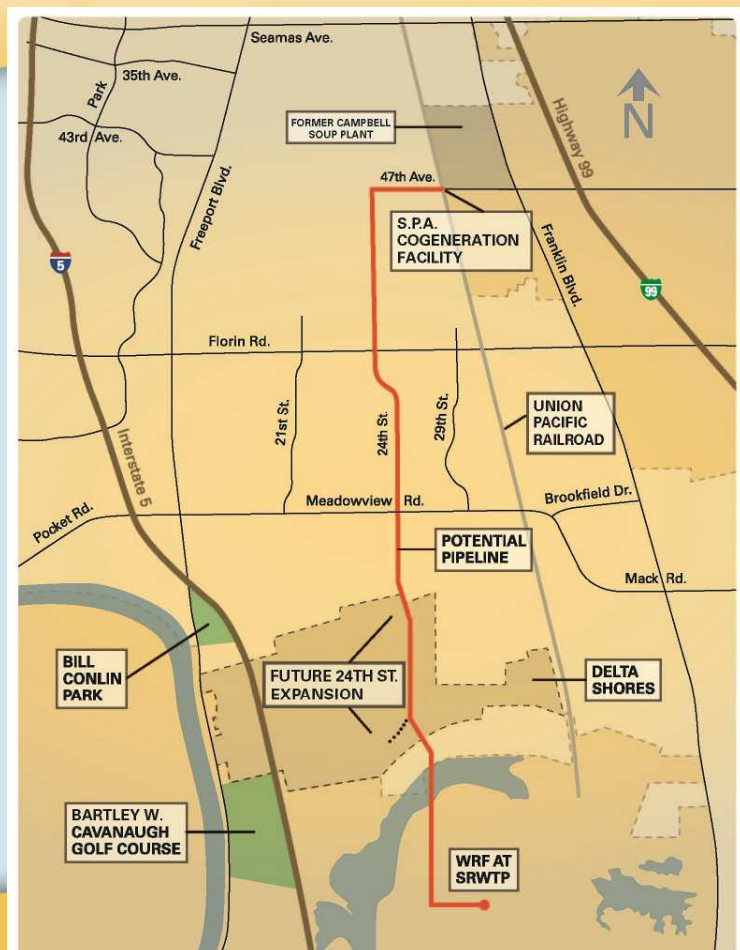 Seamas Ave.
35th Ave.
Park
43rd Ave.
Freeport Blvd.
FORMER CAMPBELL
SOUP PLANT
N
Highway 99
47th Ave.
S.P.A.
COGENERATION
FACILITY
Franklin Blvd.
5
99
Florin Rd.
21st St.
24th St.
29th St.
UNION
PACIFIC
RAILROAD
Interstate 5
Pocket Rd.
Meadowview Rd.
Brookfield Dr.
POTENTIAL
PIPELINE
Mack Rd.
BILL
CONLIN
PARK
FUTURE 24TH ST.
EXPANSION
DELTA
SHORES
BARTLEY W.
CAVANAUGH
GOLF COURSE
WRF AT
SRWTP